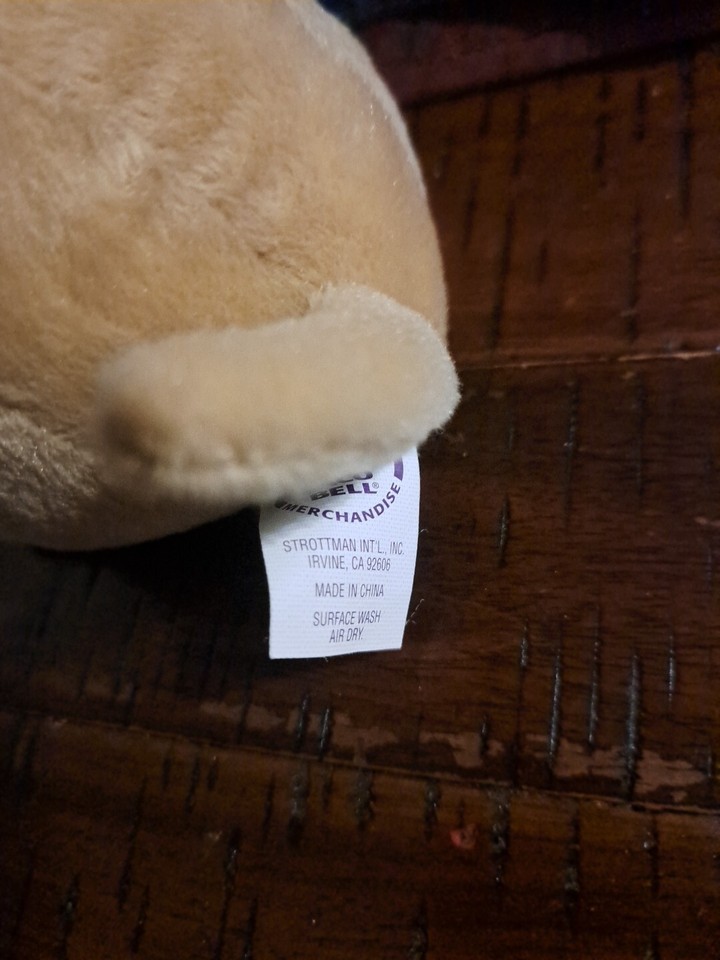 BELL®
MERCHANDISE
STROTTMAN INT'L., INC.
IRVINE, CA 92606
MADE IN CHINA
SURFACE WASH
AIR DRY.